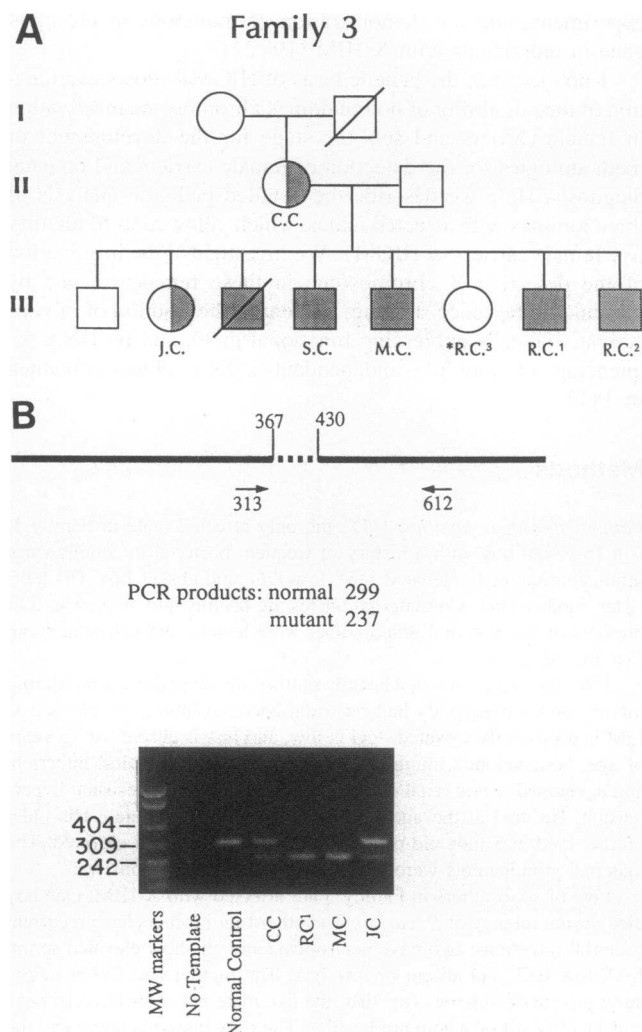 A
Family 3
I
II
C.C.
III
J.C. S.C. M.C. *R.C.³ R.C.¹ R.C.²
B
367 430
313 612
PCR products: normal 299
mutant 237
404
309
242
MW markers
No Template
Normal Control
CC
RC¹
MC
JC